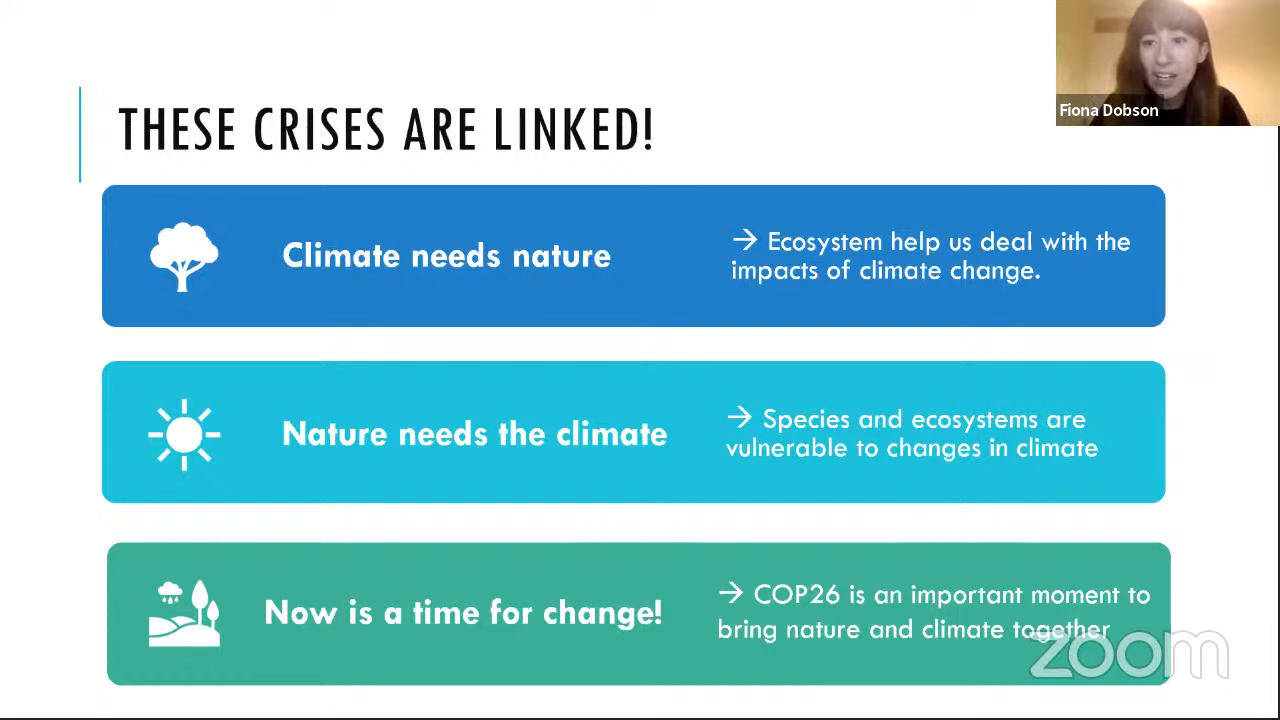 THESE CRISES ARE LINKED!
Fiona Dobson
Climate needs nature
→ Ecosystem help us deal with the
impacts of climate change.
Nature needs the climate
→ Species and ecosystems are
vulnerable to changes in climate
Now is a time for change!
→ COP26 is an important moment to
bring nature and climate together
zoom